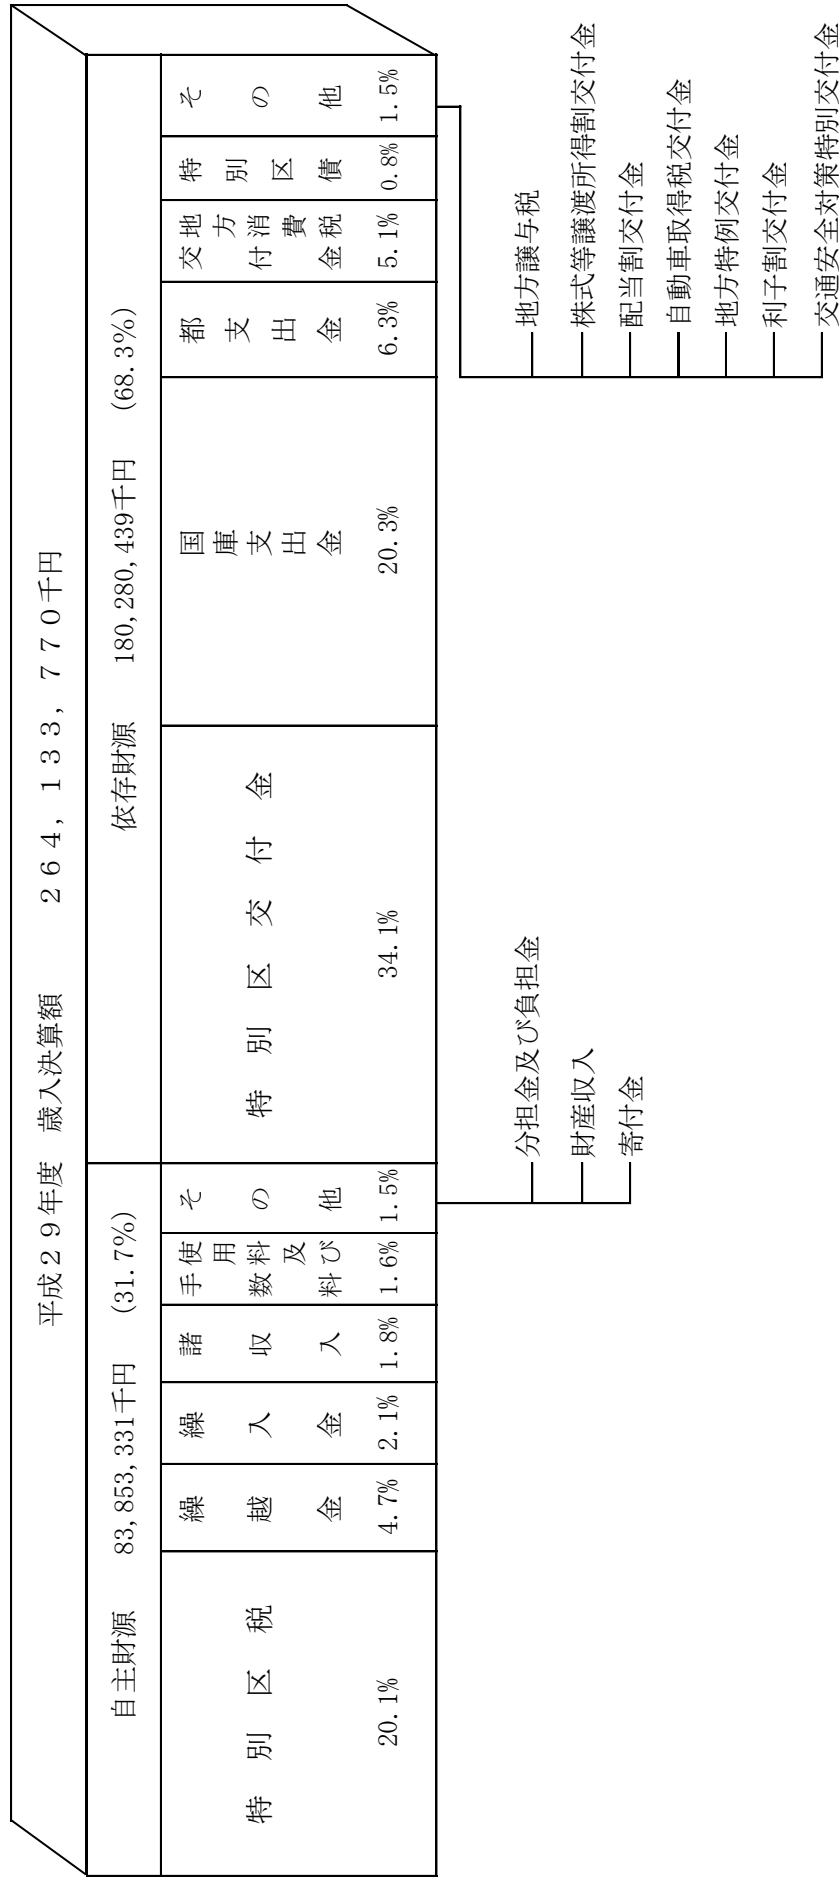 平成２９年度　歳入決算額　　２６４，１３３，７７０千円
自主財源　　83,853,331千円　　(31.7%)
依存財源　　180,280,439千円　　(68.3%)
特別区税
20.1%
繰越金
4.7%
繰入金
2.1%
諸収入
1.8%
使用料及び
手数料
1.6%
その他
1.5%
特別区交付金
34.1%
国庫支出金
20.3%
都支出金
6.3%
地方消費税
交付金
5.1%
特別区債
0.8%
その他
1.5%
分担金及び負担金
財産収入
寄付金
地方譲与税
株式等譲渡所得割交付金
配当割交付金
自動車取得税交付金
地方特例交付金
利子割交付金
交通安全対策特別交付金